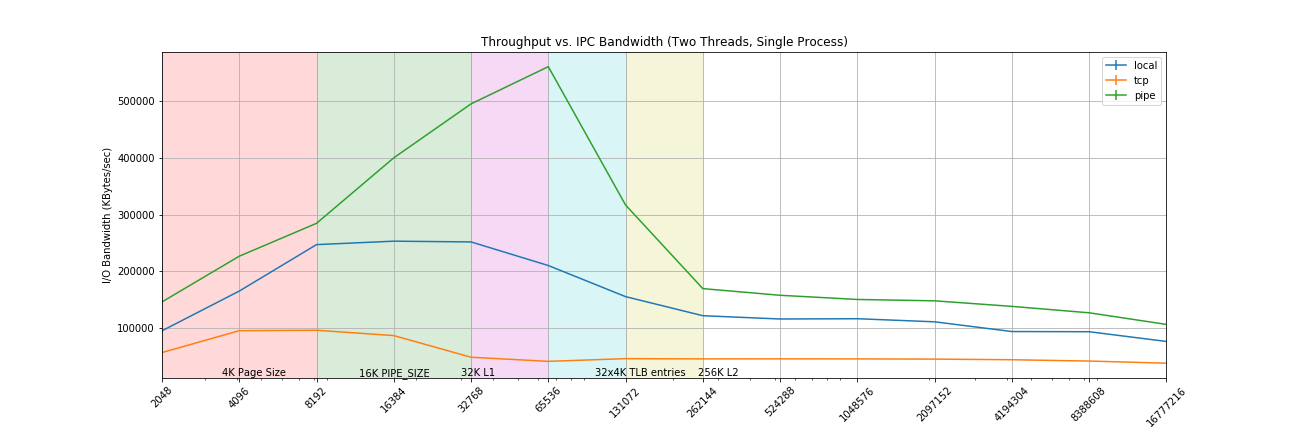 Throughput vs. IPC Bandwidth (Two Threads, Single Process)
local
tcp
pipe
I/O Bandwidth (KBytes/sec)
500000
400000
300000
200000
100000
4K Page Size
16K PIPE_SIZE
32K L1
32x4K TLB entries
256K L2
2048
4096
8192
16384
32768
65536
131072
262144
524288
1048576
2097152
4194304
8388608
16777216